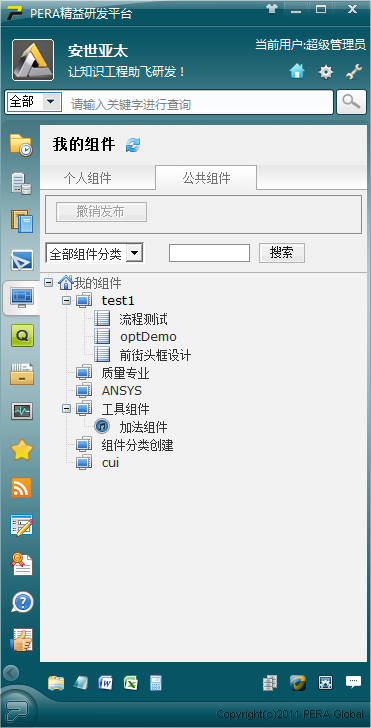 PERA精益研发平台
安世亚太
当前用户:超级管理员
让知识工程助飞研发！
全部
请输入关键字进行查询
我的组件
个人组件
公共组件
撤销发布
全部组件分类
搜索
我的组件
test1
流程测试
optDemo
前街头框设计
质量专业
ANSYS
工具组件
加法组件
组件分类创建
cui
Copyright(c)2011 PERA Global